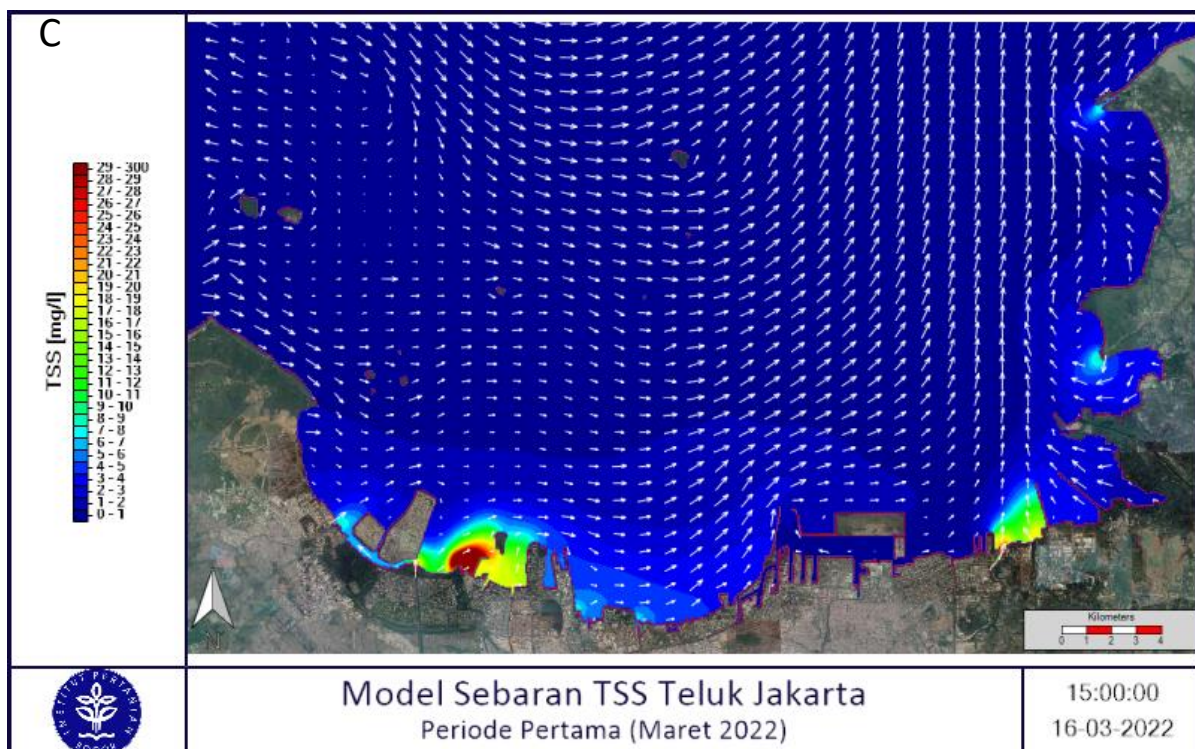 C
TSS [mg/l]
29 - 300
28 - 29
27 - 28
26 - 27
25 - 26
24 - 25
23 - 24
22 - 23
21 - 22
20 - 21
19 - 20
18 - 19
17 - 18
16 - 17
15 - 16
14 - 15
13 - 14
12 - 13
11 - 12
10 - 11
9 - 10
8 - 9
7 - 8
6 - 7
5 - 6
4 - 5
3 - 4
2 - 3
1 - 2
0 - 1
N
Kilometers
0 1 2 3 4
INSTITUT PERTANIAN
BOGOR
Model Sebaran TSS Teluk Jakarta
Periode Pertama (Maret 2022)
15:00:00
16-03-2022